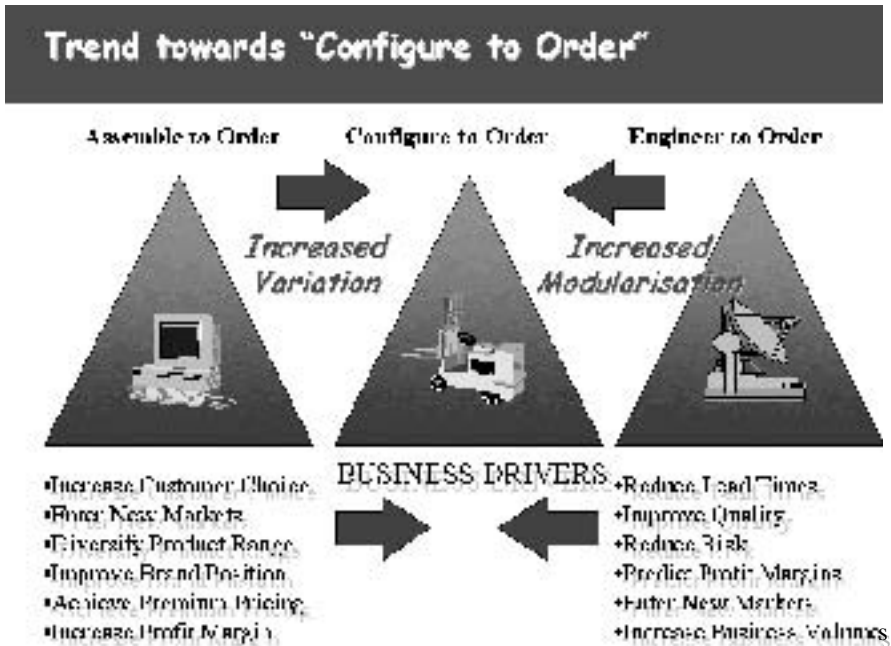 Trend towards “Configure to Order”
Assemble to Order
Configure to Order
Engineer to Order
Increased
Variation
Increased
Modularisation
BUSINESS DRIVERS
•Increase Customer Choice
•Enter New Markets
•Diversify Product Range
•Improve Brand Position
•Achieve Premium Pricing
•Increase Profit Margin
•Reduce Lead Times
•Improve Quality
•Reduce Risk
•Predict Profit Margins
•Enter New Markets
•Increase Business Volumes